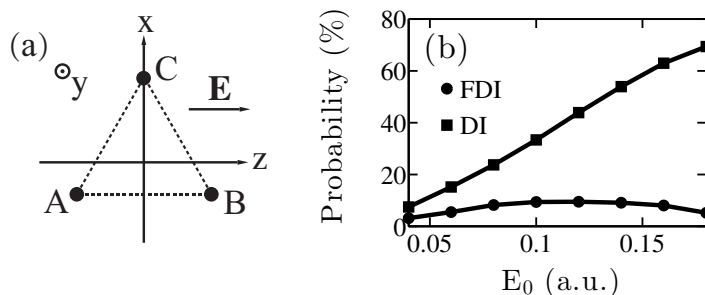 (a)
x
C
y
E
z
A
B
(b)
FDI
DI
Probability (%)
80
60
40
20
0
0.05
0.1
0.15
E₀ (a.u.)